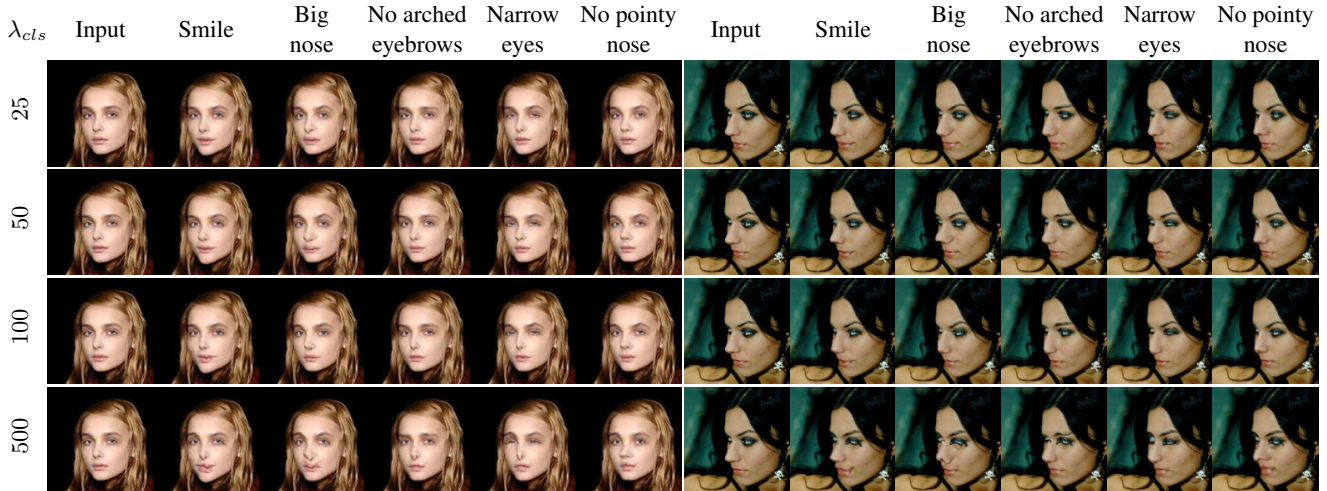 λcls Input Smile Big nose No arched eyebrows Narrow eyes No pointy nose Input Smile Big nose No arched eyebrows Narrow eyes No pointy nose
25
50
100
500